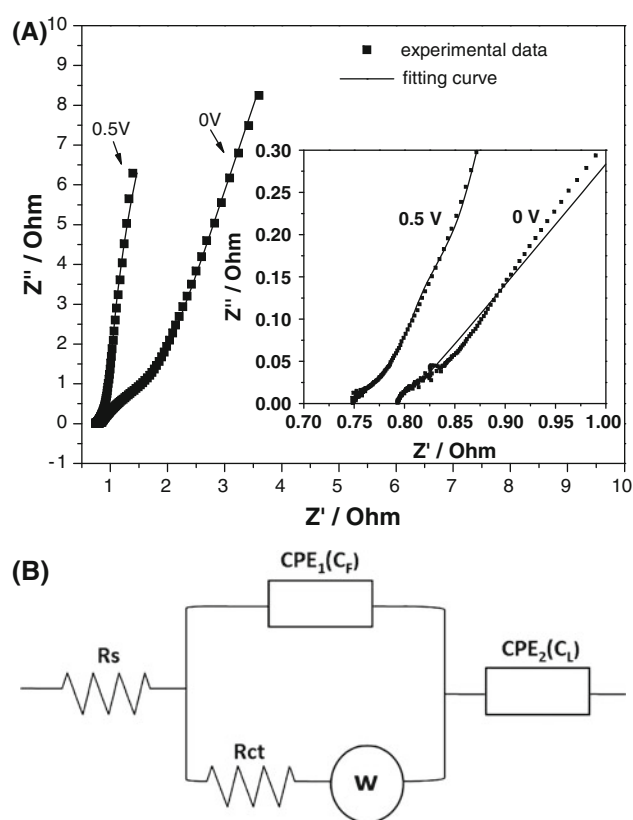 (A)
10
9
8
7
6
5
4
3
2
1
0
-1
Z'' / Ohm
experimental data
fitting curve
0.5V
0V
0.30
0.25
0.20
0.15
0.10
0.05
0.00
Z'' / Ohm
0.5 V
0 V
0.70 0.75 0.80 0.85 0.90 0.95 1.00
Z' / Ohm
1 2 3 4 5 6 7 8 9 10
Z' / Ohm
(B)
CPE₁(C_F)
CPE₂(C_L)
Rs
Rct
W